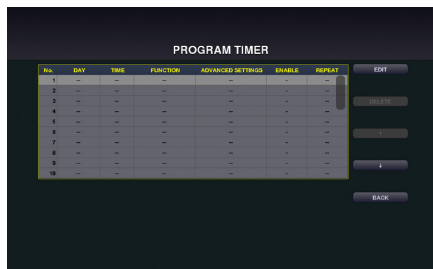 PROGRAM TIMER
No. DAY TIME FUNCTION ADVANCED SETTINGS ENABLE REPEAT EDIT
1 -- -- -- -- - --
2 -- -- -- -- - --
3 -- -- -- -- - -- DELETE
4 -- -- -- -- - --
5 -- -- -- -- - --
6 -- -- -- -- - -- ↑
7 -- -- -- -- - --
8 -- -- -- -- - --
9 -- -- -- -- - -- ↓
10 -- -- -- -- - --
BACK